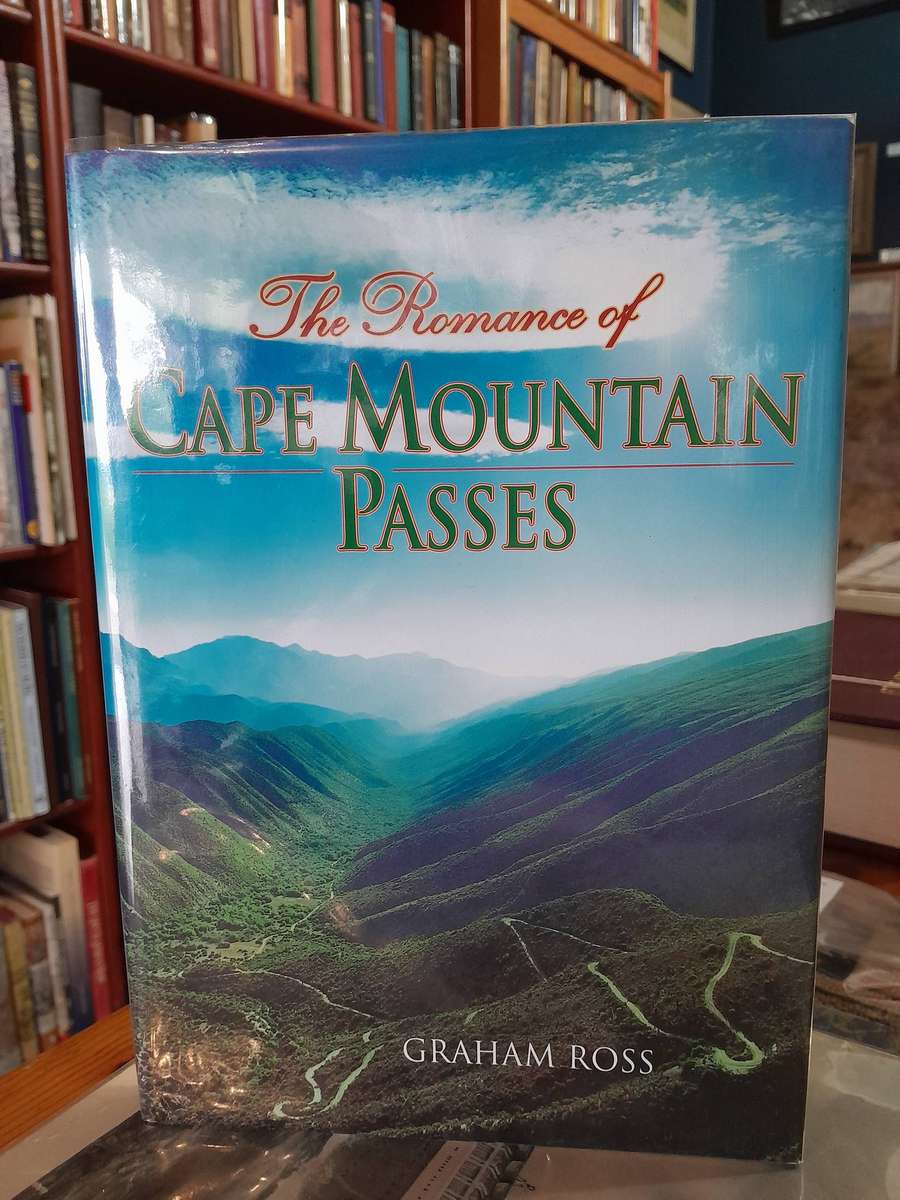 The Romance of
CAPE MOUNTAIN
PASSES
GRAHAM ROSS